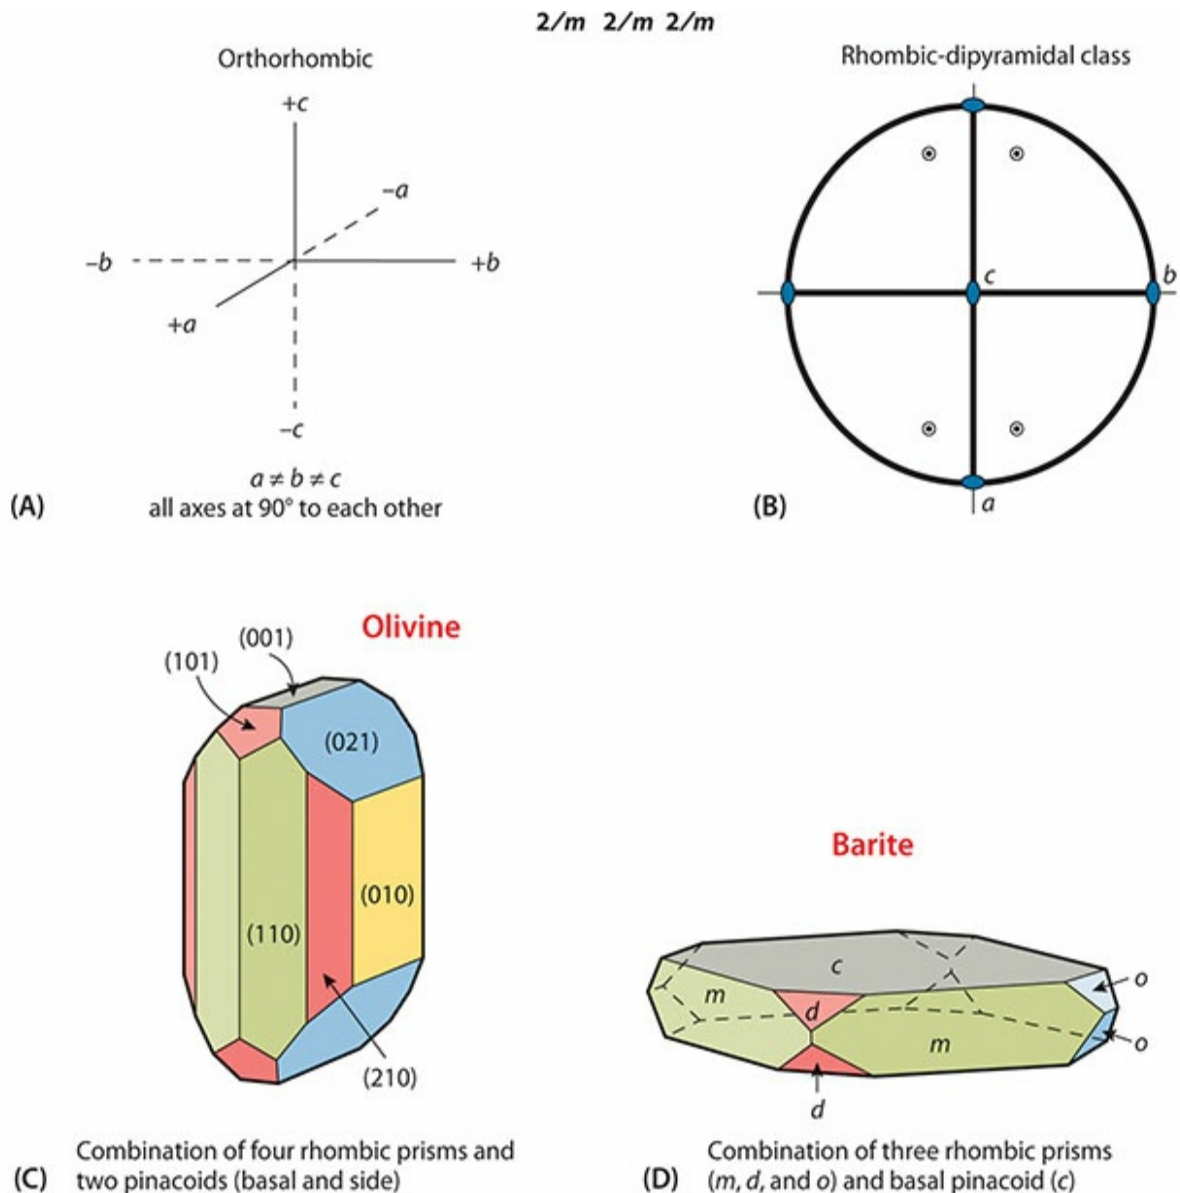 2/m 2/m 2/m
Orthorhombic
+c
–a
–b
+b
+a
–c
a ≠ b ≠ c
all axes at 90° to each other
(A)
Rhombic-dipyramidal class
c
b
a
(B)
Olivine
(001)
(101)
(021)
(010)
(110)
(210)
Combination of four rhombic prisms and
(C) two pinacoids (basal and side)
Barite
c
o
m
d
m
o
d
Combination of three rhombic prisms
(D) (m, d, and o) and basal pinacoid (c)